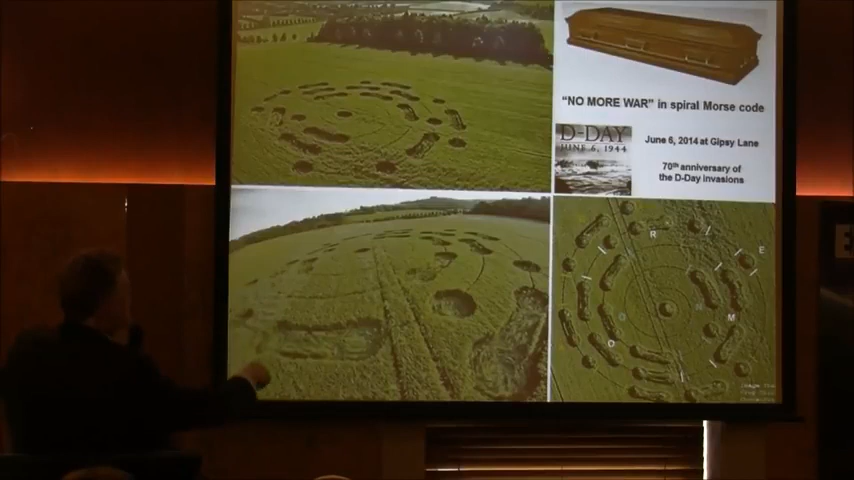 "NO MORE WAR" in spiral Morse code
D-DAY
JUNE 6, 1944
June 6, 2014 at Gipsy Lane
70th anniversary of
the D-Day invasions
R
E
M
O
O